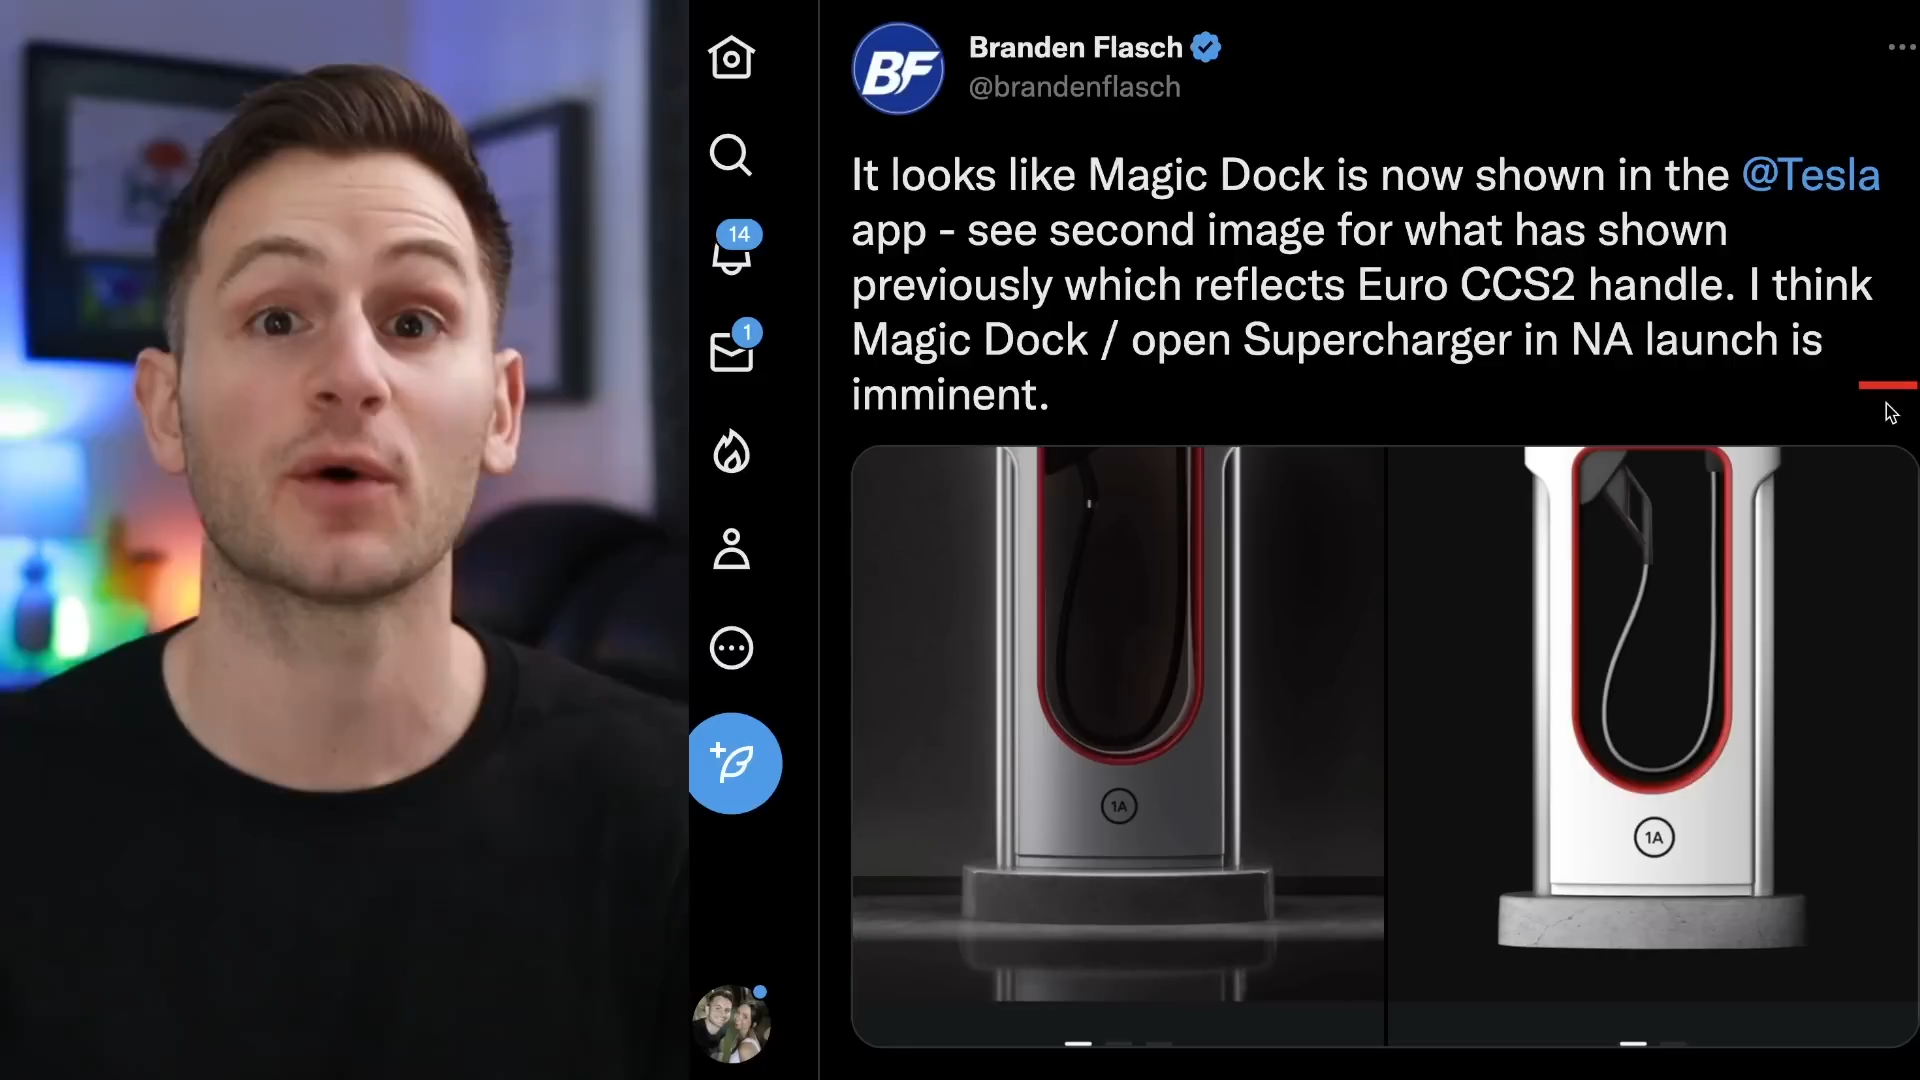 BF
Branden Flasch
@brandenflasch
14
1
It looks like Magic Dock is now shown in the @Tesla
app - see second image for what has shown
previously which reflects Euro CCS2 handle. I think
Magic Dock / open Supercharger in NA launch is
imminent.
1A
1A